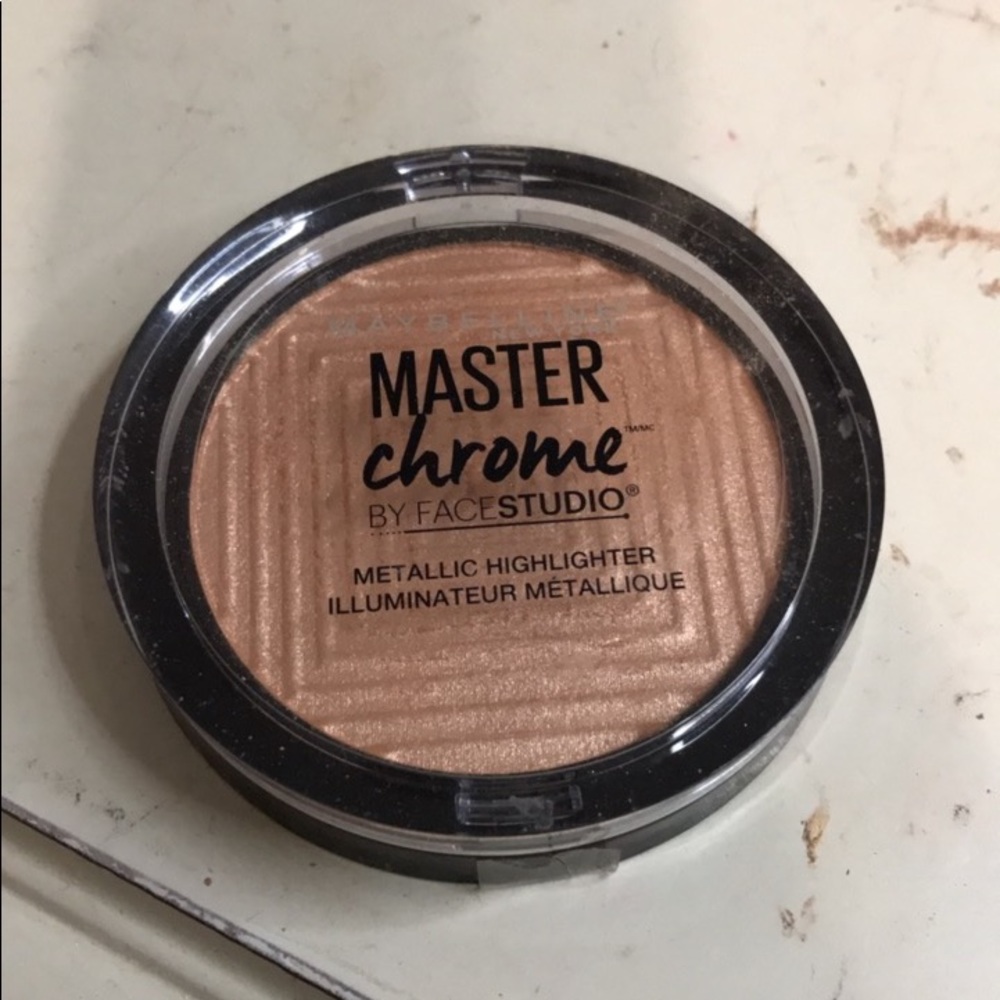 MAYBELLINE
MASTER
chrome
BY FACESTUDIO®
METALLIC HIGHLIGHTER
ILLUMINATEUR MÉTALLIQUE